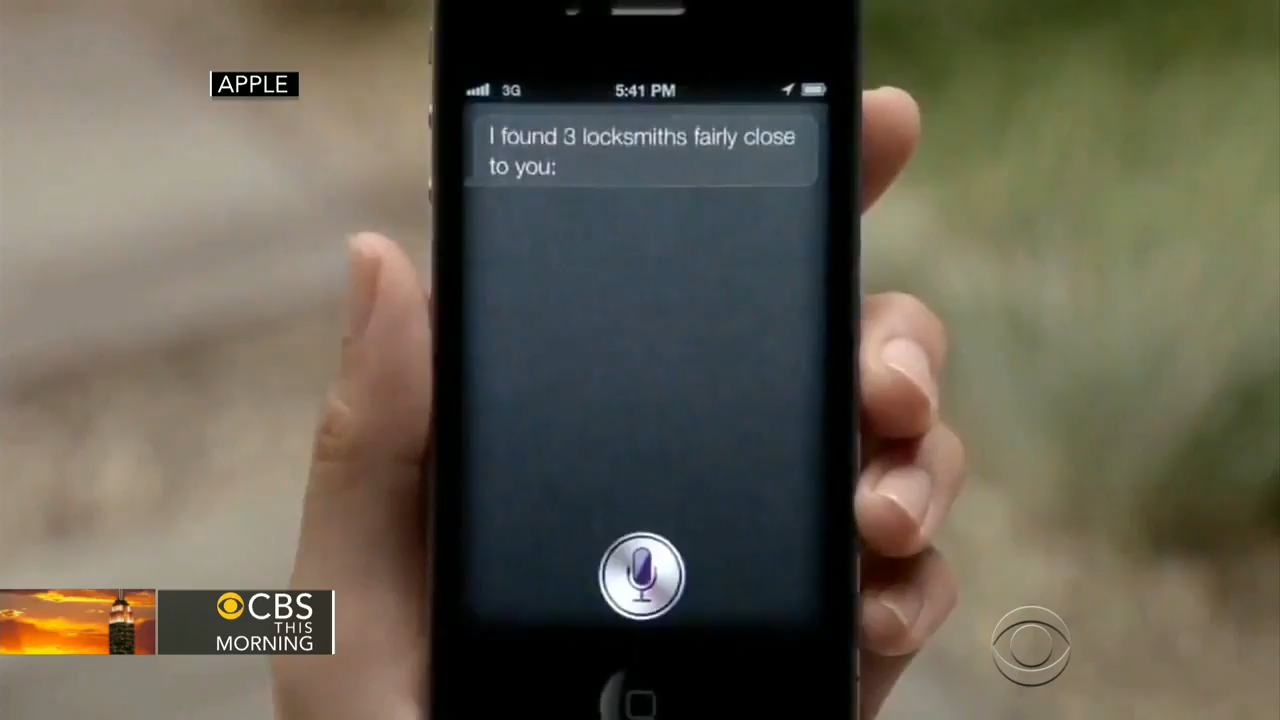 APPLE
3G 5:41 PM
I found 3 locksmiths fairly close
to you:
CBS
THIS
MORNING